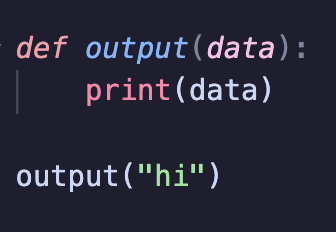 def output(data):
    print(data)

output("hi")